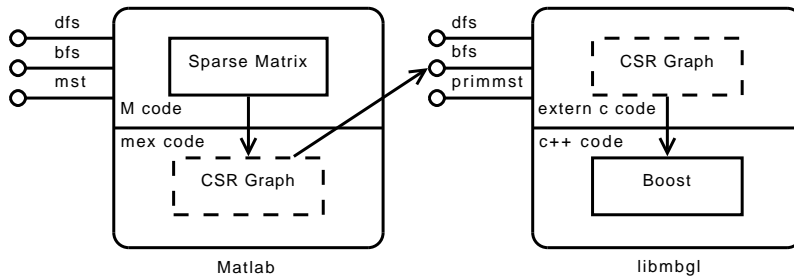 dfs
bfs
mst
Sparse Matrix
M code
mex code
CSR Graph
Matlab
dfs
bfs
primmst
CSR Graph
extern c code
c++ code
Boost
libmbgl